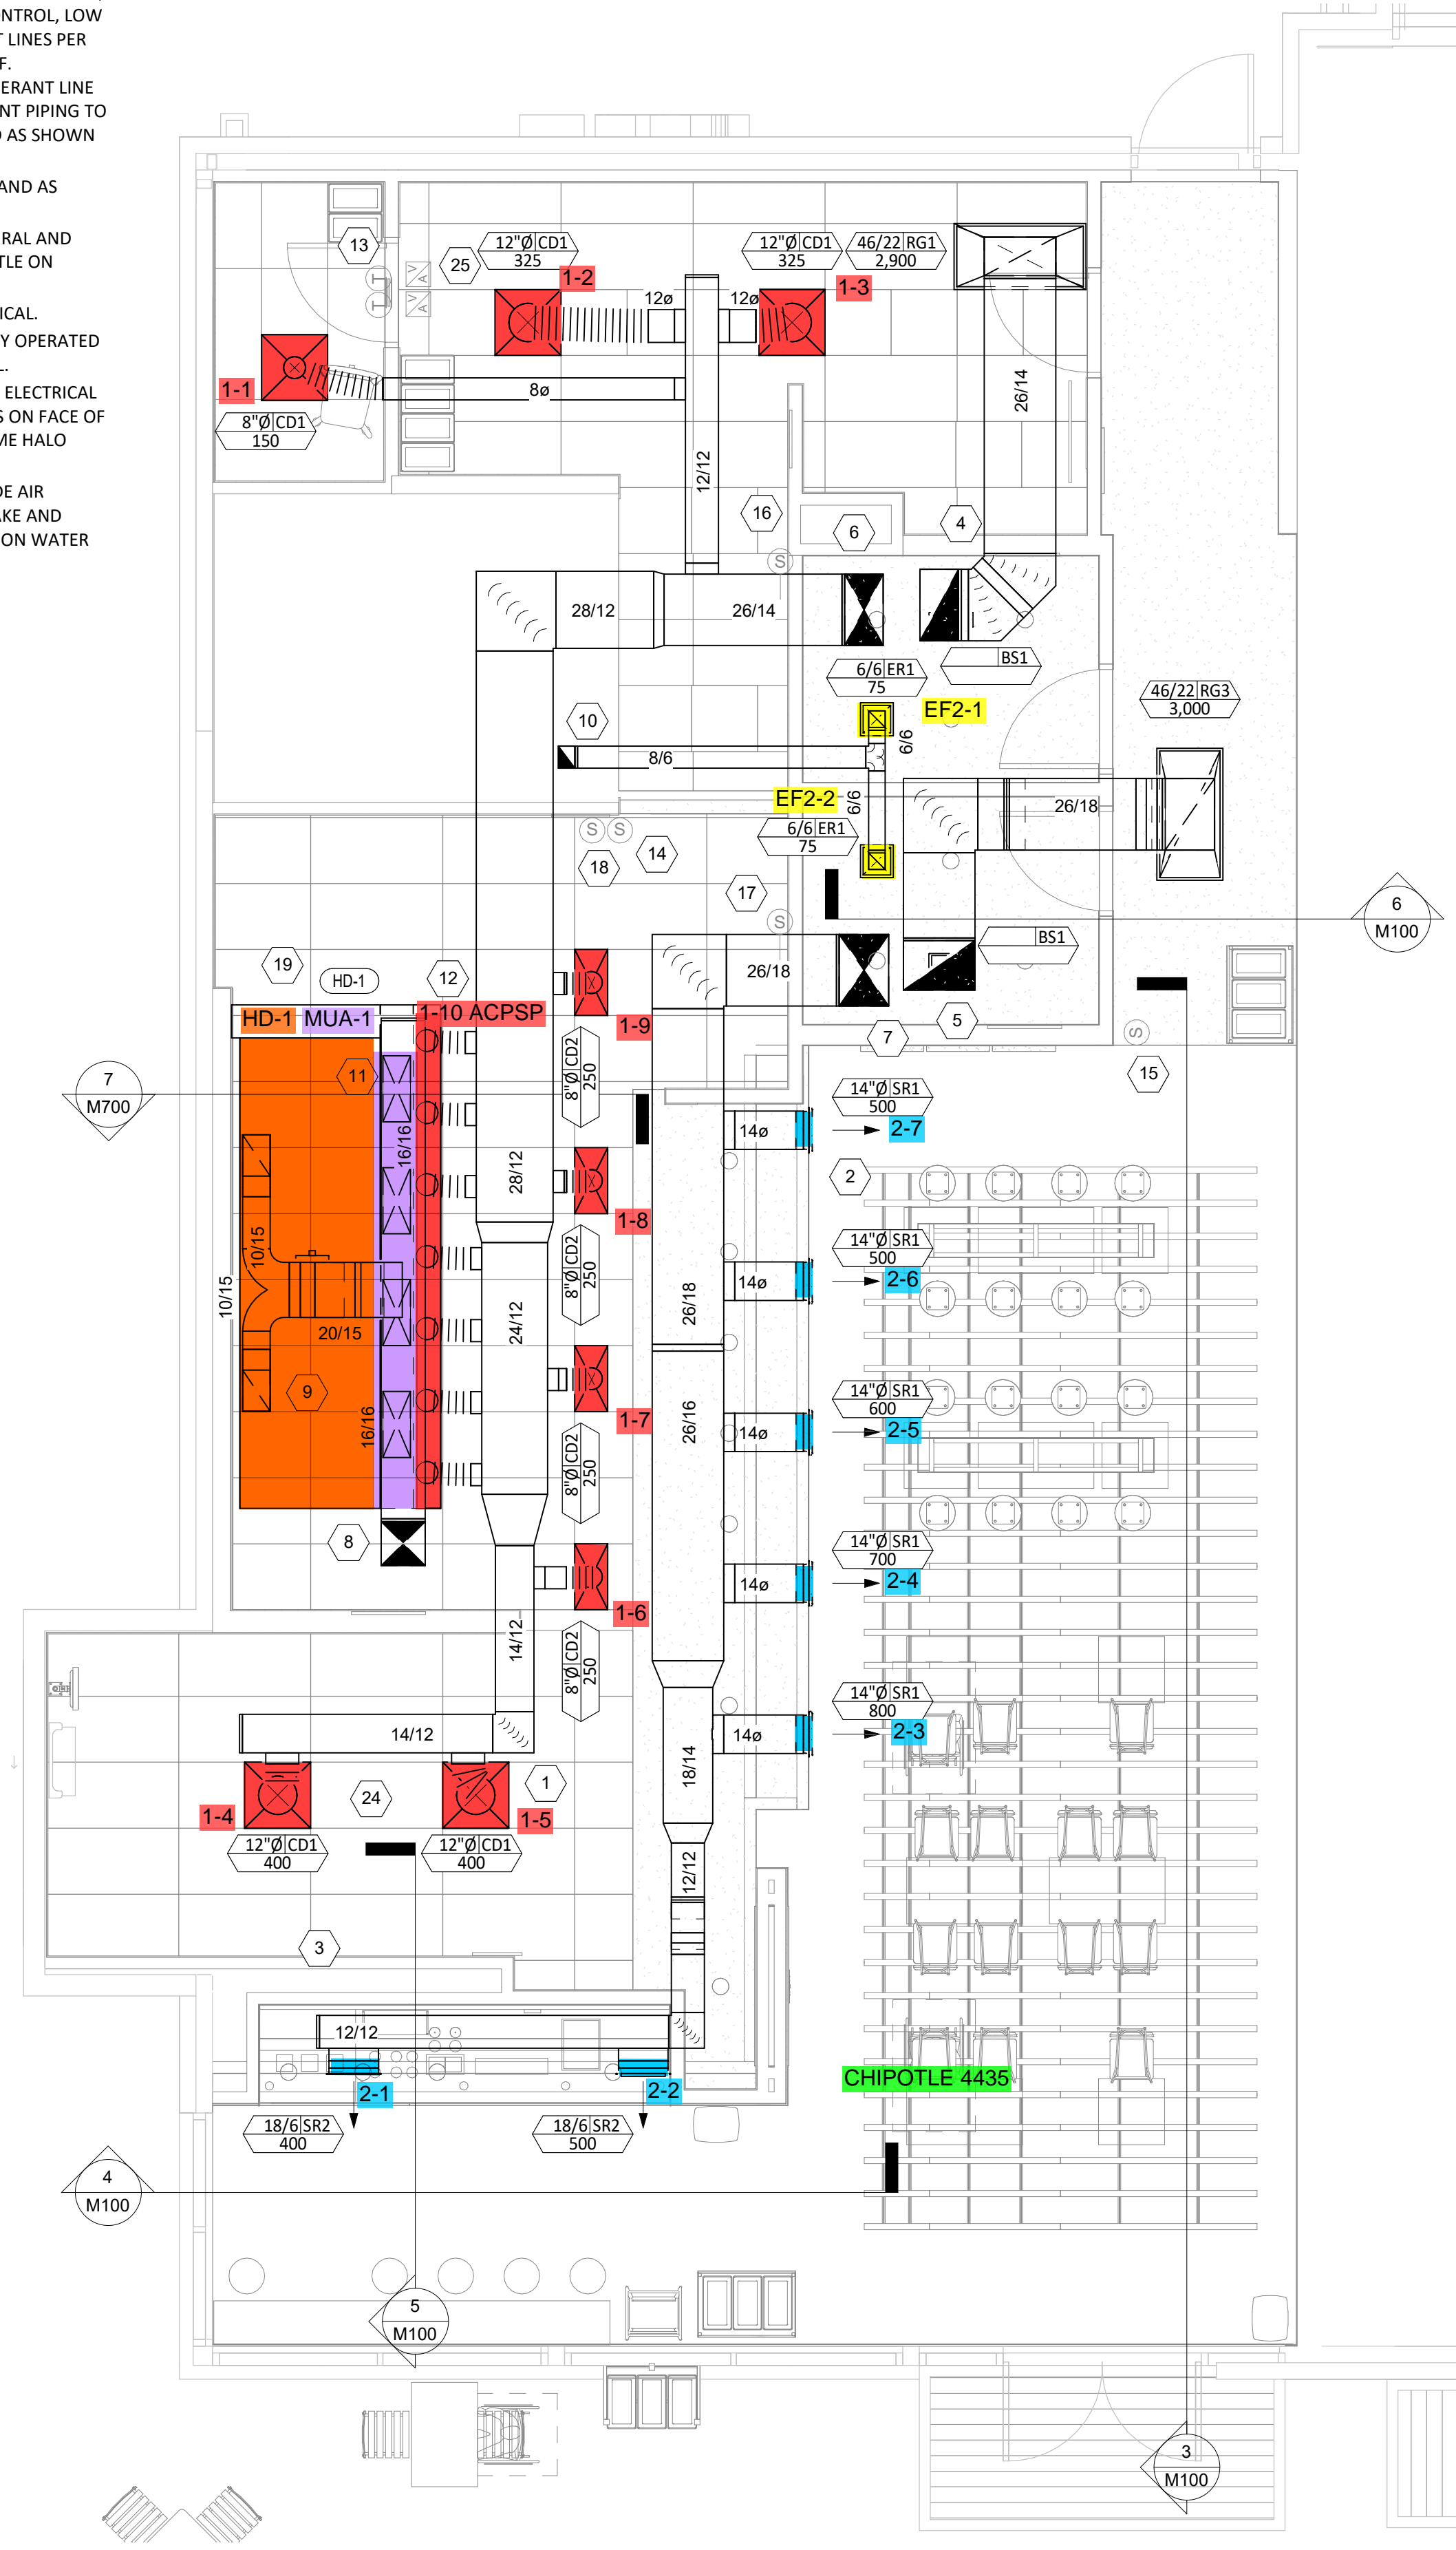 ONTROL, LOW
T LINES PER
F.
ERANT LINE
NT PIPING TO
D AS SHOWN
AND AS
RAL AND
TLE ON
ICAL.
Y OPERATED
L.
ELECTRICAL
S ON FACE OF
ME HALO
DE AIR
AKE AND
ON WATER
13
25
12"Ø CD1
325
1-2
12"Ø CD1
325
46/22 RG1
2,900
1-3
V
A
V
A
T
T
12ø
12ø
1-1
8ø
8"Ø CD1
150
26/14
12/12
16
6
4
S
28/12
26/14
BS1
6/6 ER1
75
46/22 RG3
3,000
EF2-1
10
6/6
8/6
EF2-2
6/6
26/18
6/6 ER1
75
S
S
18
14
17
S
6
M100
BS1
19
HD-1
12
26/18
HD-1
MUA-1
1-10 ACPSP
1-9
5
7
S
15
11
8"Ø CD2
250
7
M700
14"Ø SR1
500
14ø
2-7
16/16
28/12
2
1-8
10/15
10/15
8"Ø CD2
250
14"Ø SR1
500
14ø
2-6
26/18
24/12
20/15
9
14"Ø SR1
600
1-7
26/16
14ø
2-5
16/16
8"Ø CD2
250
8
14"Ø SR1
700
14ø
2-4
1-6
14/12
8"Ø CD2
250
14"Ø SR1
800
14/12
14ø
2-3
18/14
1
24
1-4
1-5
12"Ø CD1
400
12"Ø CD1
400
12/12
3
12/12
CHIPOTLE 4435
2-1
2-2
18/6 SR2
400
18/6 SR2
500
4
M100
5
M100
3
M100